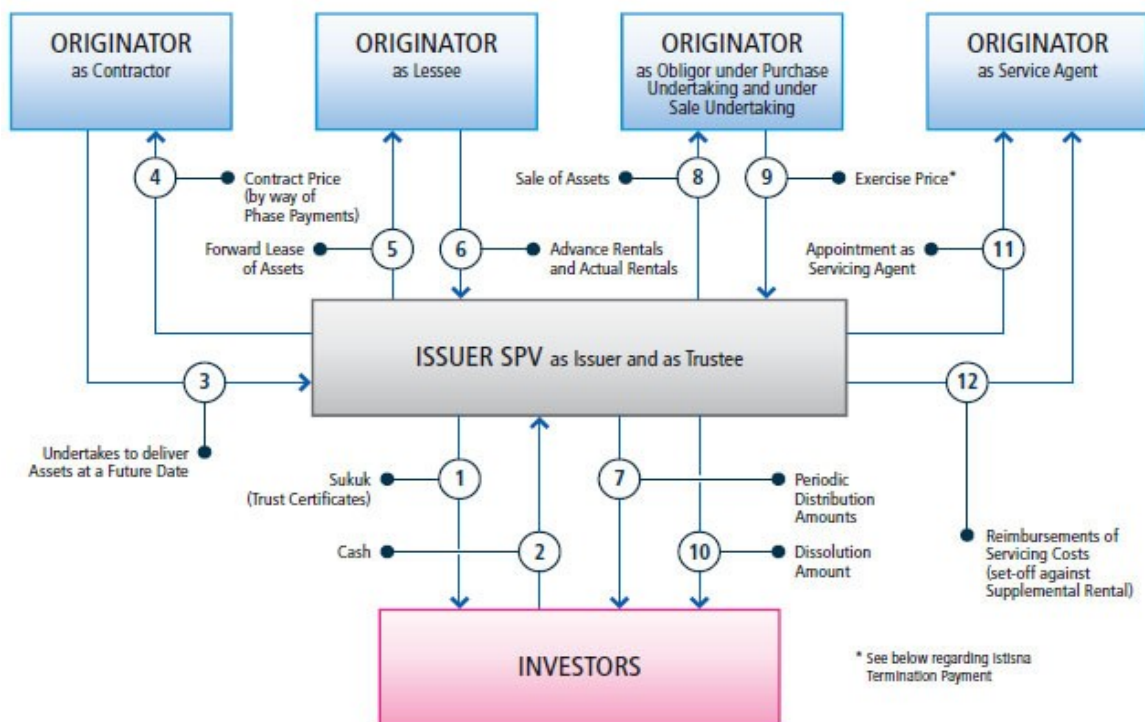 ORIGINATOR
as Contractor
ORIGINATOR
as Lessee
ORIGINATOR
as Obligor under Purchase
Undertaking and under
Sale Undertaking
ORIGINATOR
as Service Agent
4
Contract Price
(by way of
Phase Payments)
Forward Lease
of Assets
5
6
Advance Rentals
and Actual Rentals
Sale of Assets
8
9
Exercise Price*
Appointment as
Servicing Agent
11
ISSUER SPV as Issuer and as Trustee
3
Undertakes to deliver
Assets at a Future Date
12
Reimbursements of
Servicing Costs
(set-off against
Supplemental Rental)
Sukuk
(Trust Certificates)
1
Cash
2
7
Periodic
Distribution
Amounts
10
Dissolution
Amount
INVESTORS
* See below regarding Istisna
Termination Payment